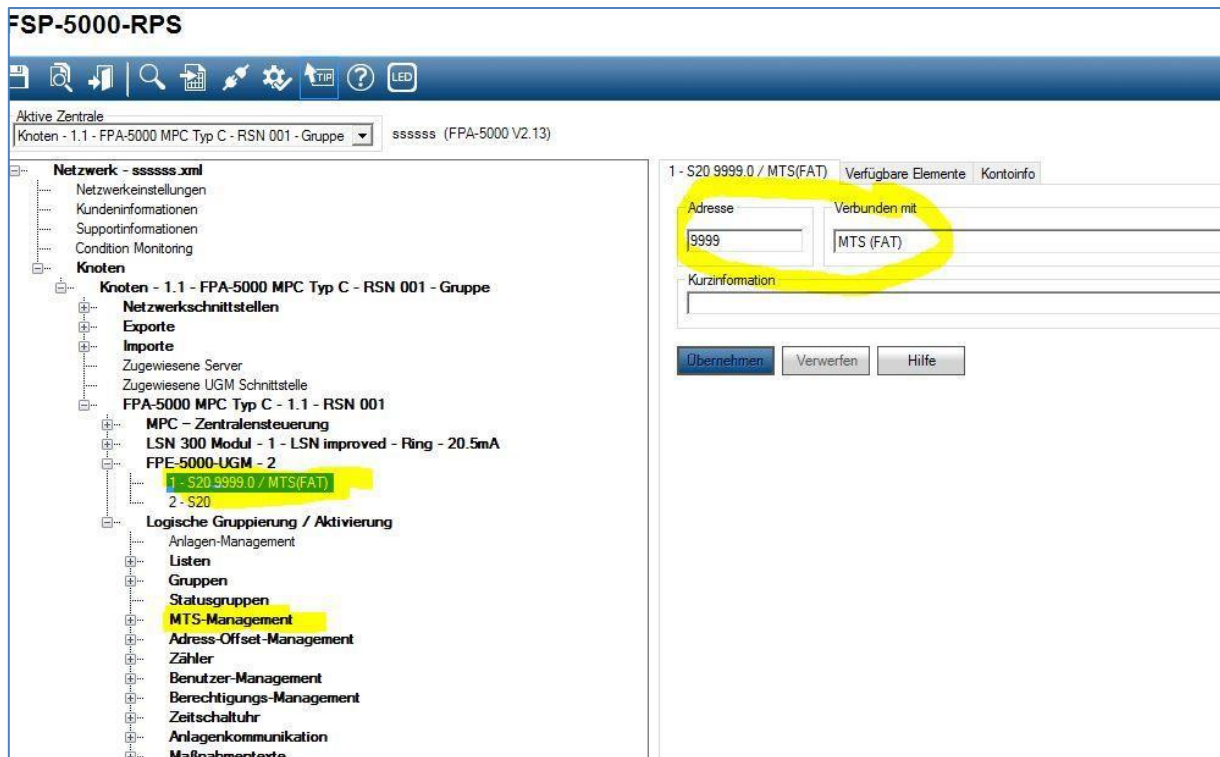 FSP-5000-RPS
TIP
?
LED
Aktive Zentrale
Knoten - 1.1 - FPA-5000 MPC Typ C - RSN 001 - Gruppe
ssssss (FPA-5000 V2.13)
Netzwerk - ssssss.xml
Netzwerkeinstellungen
Kundeninformationen
Supportinformationen
Condition Monitoring
Knoten
Knoten - 1.1 - FPA-5000 MPC Typ C - RSN 001 - Gruppe
Netzwerkschnittstellen
Exporte
Importe
Zugewiesene Server
Zugewiesene UGM Schnittstelle
FPA-5000 MPC Typ C - 1.1 - RSN 001
MPC – Zentralensteuerung
LSN 300 Modul - 1 - LSN improved - Ring - 20.5mA
FPE-5000-UGM - 2
1 - S20 9999.0 / MTS(FAT)
2 - S20
Logische Gruppierung / Aktivierung
Anlagen-Management
Listen
Gruppen
Statusgruppen
MTS-Management
Adress-Offset-Management
Zähler
Benutzer-Management
Berechtigungs-Management
Zeitschaltuhr
Anlagenkommunikation
Maßnahmentexte
1 - S20 9999.0 / MTS(FAT)
Verfügbare Elemente
Kontoinfo
Adresse
Verbunden mit
9999
MTS (FAT)
Kurzinformation
Übernehmen
Verwerfen
Hilfe